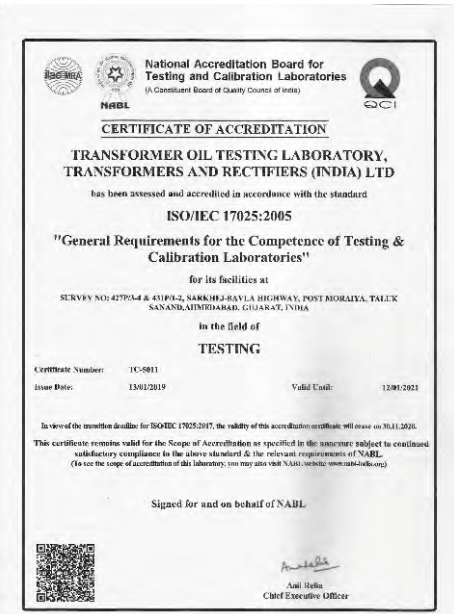 ilac-MRA
NABL
National Accreditation Board for
Testing and Calibration Laboratories
(A Constituent Board of Quality Council of India)
QCI
CERTIFICATE OF ACCREDITATION
TRANSFORMER OIL TESTING LABORATORY,
TRANSFORMERS AND RECTIFIERS (INDIA) LTD
has been assessed and accredited in accordance with the standard
ISO/IEC 17025:2005
"General Requirements for the Competence of Testing &
Calibration Laboratories"
for its facilities at
SURVEY NO: 427P/3-4 & 431P/1-2, SARKHEJ-BAVLA HIGHWAY, POST MORAIYA, TALUK
SANAND, AHMEDABAD, GUJARAT, INDIA
in the field of
TESTING
Certificate Number: TC-5011
Issue Date: 13/01/2019 Valid Until: 12/01/2021
In view of the transition deadline for ISO/IEC 17025:2017, the validity of this accreditation certificate will cease on 30.11.2020.
This certificate remains valid for the Scope of Accreditation as specified in the annexure subject to continued
satisfactory compliance to the above standard & the relevant requirements of NABL.
(To see the scope of accreditation of this laboratory, you may also visit NABL website www.nabl-india.org)
Signed for and on behalf of NABL
Anil Relia
Chief Executive Officer